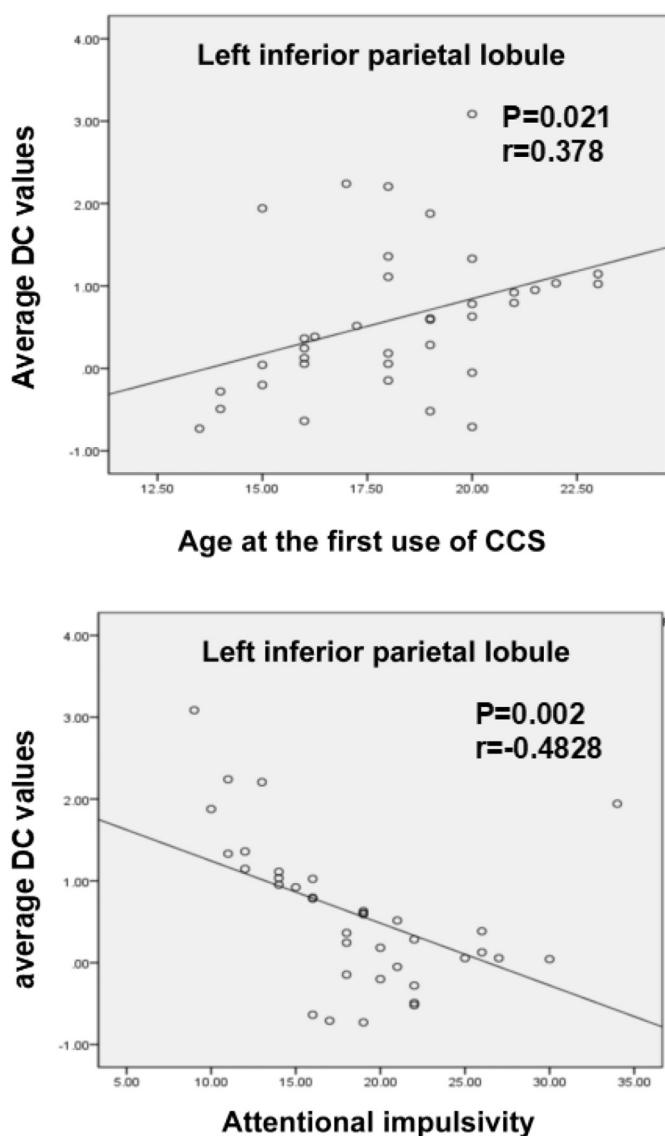 Left inferior parietal lobule
P=0.021
r=0.378
Average DC values
4.00
3.00
2.00
1.00
.00
-1.00
12.50 15.00 17.50 20.00 22.50
Age at the first use of CCS
Left inferior parietal lobule
P=0.002
r=-0.4828
average DC values
4.00
3.00
2.00
1.00
.00
-1.00
5.00 10.00 15.00 20.00 25.00 30.00 35.00
Attentional impulsivity